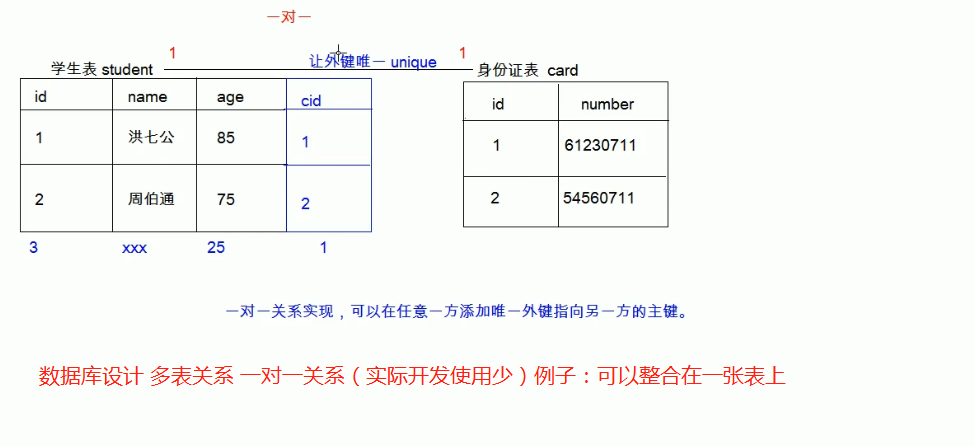 一对一
1 让外键唯一 unique 1
学生表 student 身份证表 card
id name age cid
id number
1 洪七公 85 1
1 61230711
2 周伯通 75 2
2 54560711
3 xxx 25 1
一对一关系实现，可以在任意一方添加唯一外键指向另一方的主键。
数据库设计 多表关系 一对一关系（实际开发使用少）例子：可以整合在一张表上